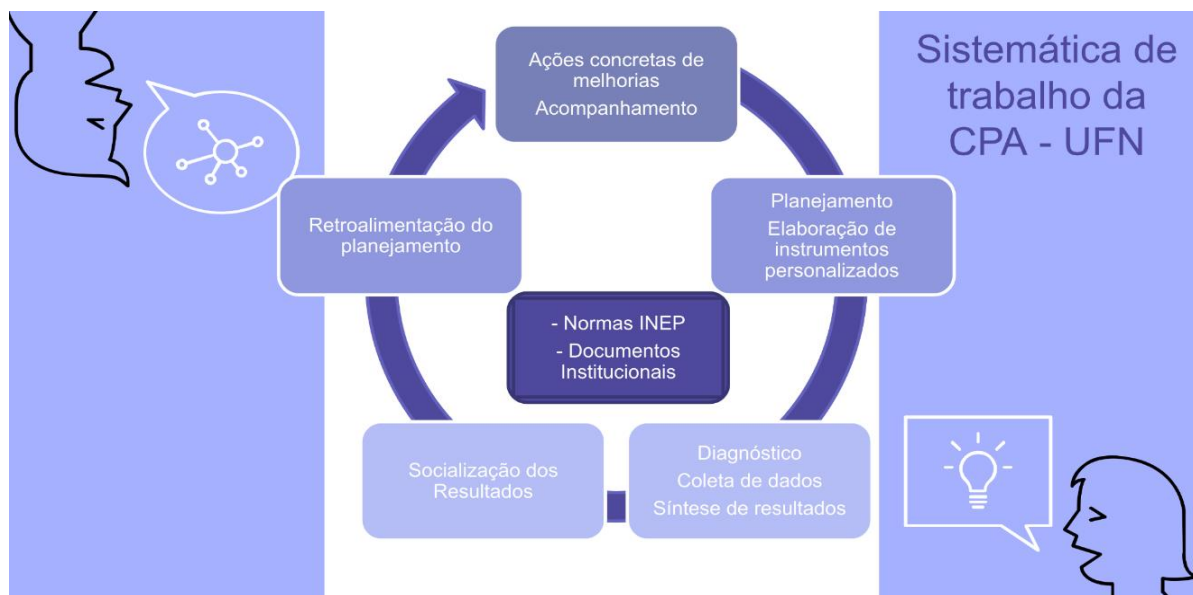 Sistemática de
trabalho da
CPA - UFN
Ações concretas de
melhorias
Acompanhamento
Planejamento
Elaboração de
instrumentos
personalizados
Diagnóstico
Coleta de dados
Síntese de resultados
Socialização dos
Resultados
Retroalimentação do
planejamento
- Normas INEP
- Documentos
Institucionais